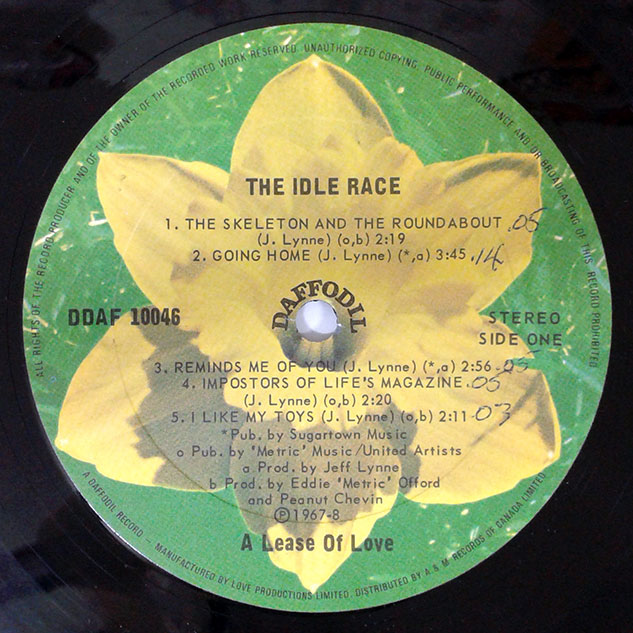 ALL RIGHTS OF THE RECORD PRODUCER AND OF THE OWNER OF THE RECORDED WORK RESERVED. UNAUTHORIZED COPYING, PUBLIC PERFORMANCE AND OR BROADCASTING OF THIS RECORD PROHIBITED
THE IDLE RACE
1. THE SKELETON AND THE ROUNDABOUT .05
(J. Lynne) (o,b) 2:19
2. GOING HOME (J. Lynne) (*,a) 3:45 .14
DAFFODIL
DDAF 10046
STEREO
SIDE ONE
3. REMINDS ME OF YOU (J. Lynne) (*,a) 2:56 .05
4. IMPOSTORS OF LIFE'S MAGAZINE .05
(J. Lynne) (o,b) 2:20
5. I LIKE MY TOYS (J. Lynne) (o,b) 2:11 .03
*Pub. by Sugartown Music
o Pub. by 'Metric' Music/United Artists
a Prod. by Jeff Lynne
b Prod. by Eddie 'Metric' Offord
and Peanut Chevin
℗ 1967-8
A Lease Of Love
A DAFFODIL RECORD - MANUFACTURED BY LOVE PRODUCTIONS LIMITED, DISTRIBUTED BY A & M RECORDS OF CANADA LIMITED